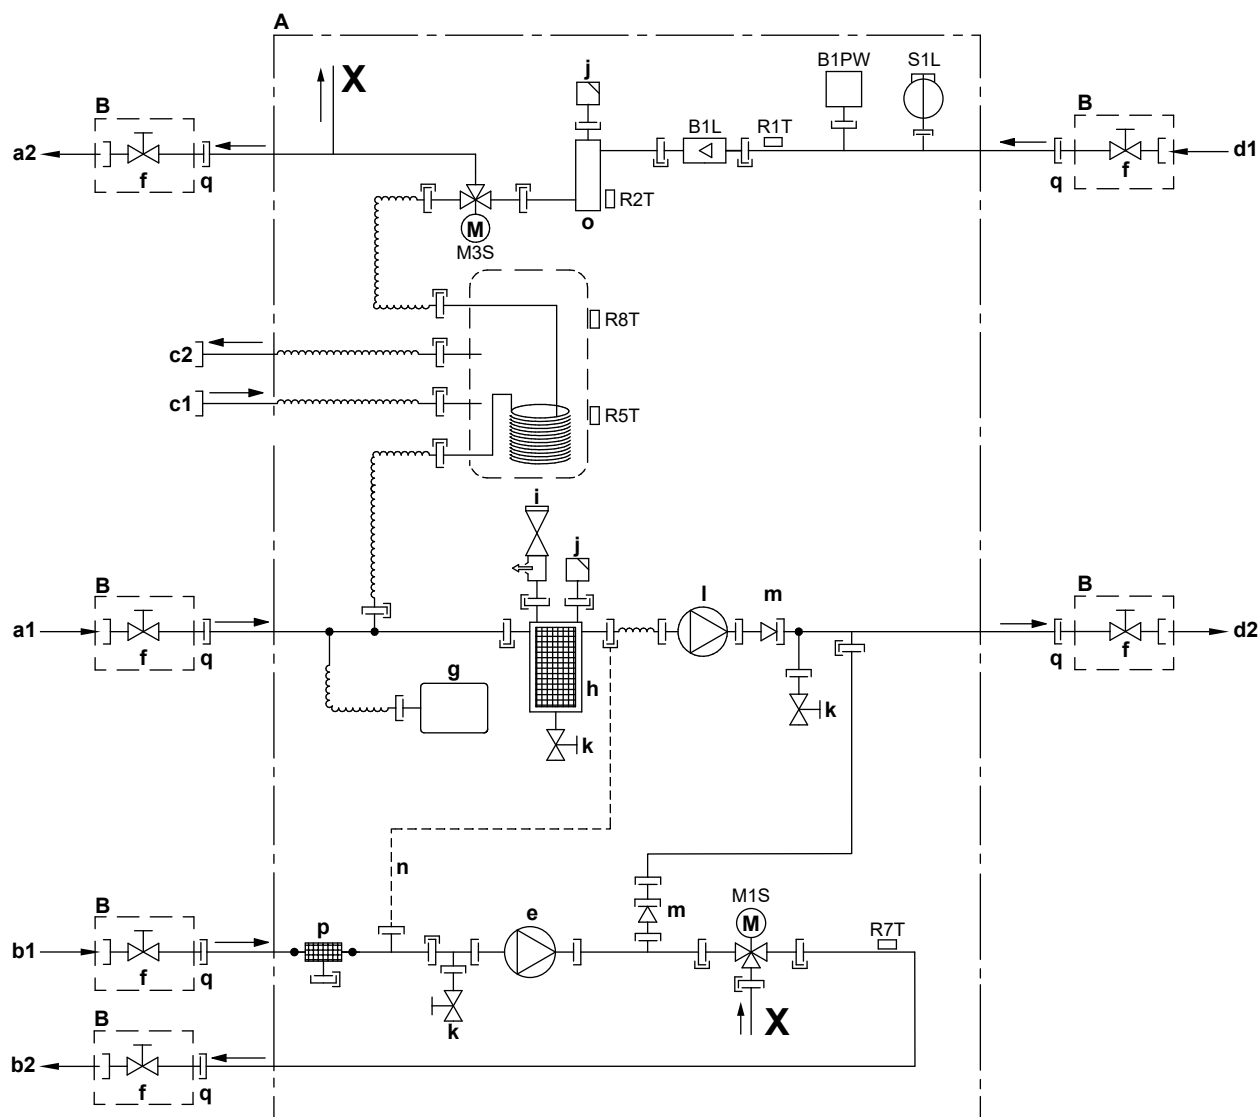 A
X
j
B1PW
S1L
B
B
B1L
R1T
a2
d1
f
q
q
f
R2T
o
M
M3S
R8T
c2
c1
R5T
i
j
B
l
m
B
a1
d2
f
q
g
h
q
f
k
k
n
M1S
B
p
e
m
M
R7T
b1
f
q
X
k
B
b2
f
q